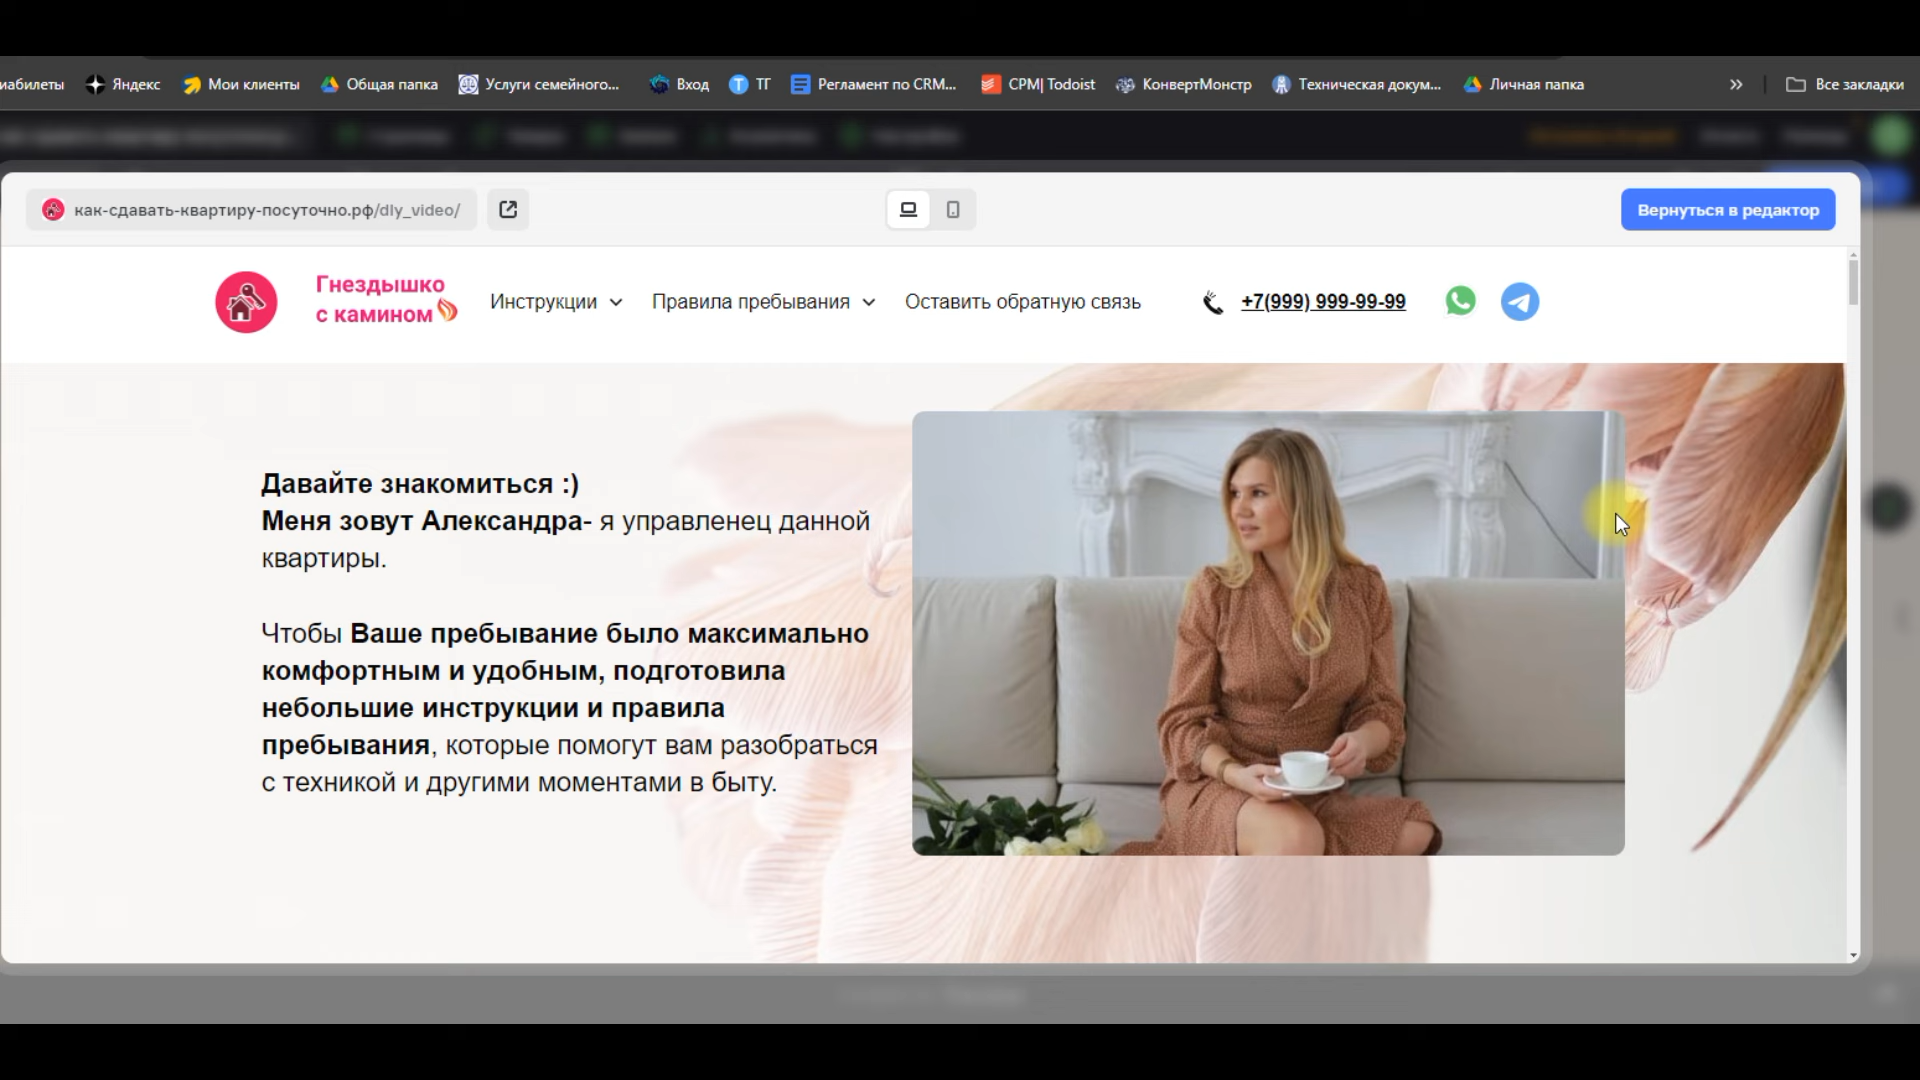 иабилеты Яндекс Мои клиенты Общая папка Услуги семейного... Вход ТГ Регламент по CRM... СРМ| Todoist КонвертМонстр Техническая докум... Личная папка » Все закладки
как-сдавать-квартиру-посуточно.рф/dly_video/ Вернуться в редактор
Гнездышко
с камином
Инструкции Правила пребывания Оставить обратную связь +7(999) 999-99-99
Давайте знакомиться :)
Меня зовут Александра- я управленец данной
квартиры.
Чтобы Ваше пребывание было максимально
комфортным и удобным, подготовила
небольшие инструкции и правила
пребывания, которые помогут вам разобраться
с техникой и другими моментами в быту.